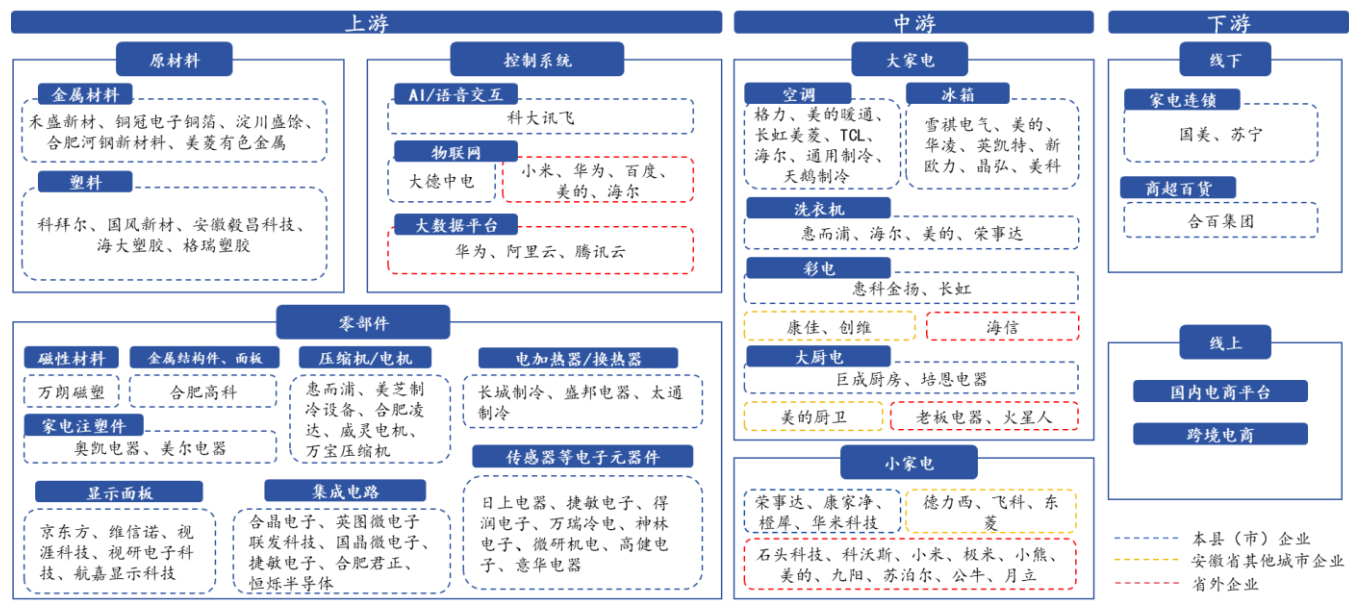 上游
原材料
金属材料
禾盛新材、铜冠电子铜箔、淀川盛馀、
合肥河钢新材料、美菱有色金属
塑料
科拜尔、国风新材、安徽毅昌科技、
海大塑胶、格瑞塑胶
控制系统
AI/语音交互
科大讯飞
物联网
大德中电
小米、华为、百度、
美的、海尔
大数据平台
华为、阿里云、腾讯云
零部件
磁性材料
万朗磁塑
金属结构件、面板
合肥高科
家电注塑件
奥凯电器、美尔电器
压缩机/电机
惠而浦、美芝制
冷设备、合肥凌
达、威灵电机、
万宝压缩机
电加热器/换热器
长城制冷、盛邦电器、太通
制冷
显示面板
京东方、维信诺、视
涯科技、视研电子科
技、航嘉显示科技
集成电路
合晶电子、英图微电子
联发科技、国晶微电子、
捷敏电子、合肥君正、
恒烁半导体
传感器等电子元器件
日上电器、捷敏电子、得
润电子、万瑞冷电、神林
电子、微研机电、高健电
子、意华电器
中游
大家电
空调
格力、美的暖通、
长虹美菱、TCL、
海尔、通用制冷、
天鹅制冷
冰箱
雪祺电气、美的、
华凌、英凯特、新
欧力、晶弘、美科
洗衣机
惠而浦、海尔、美的、荣事达
彩电
惠科金扬、长虹
康佳、创维
海信
大厨电
巨成厨房、培恩电器
美的厨卫
老板电器、火星人
小家电
荣事达、康家净、
橙犀、华米科技
德力西、飞科、东
菱
石头科技、科沃斯、小米、极米、小熊、
美的、九阳、苏泊尔、公牛、月立
下游
线下
家电连锁
国美、苏宁
商超百货
合百集团
线上
国内电商平台
跨境电商
本县（市）企业
安徽省其他城市企业
省外企业